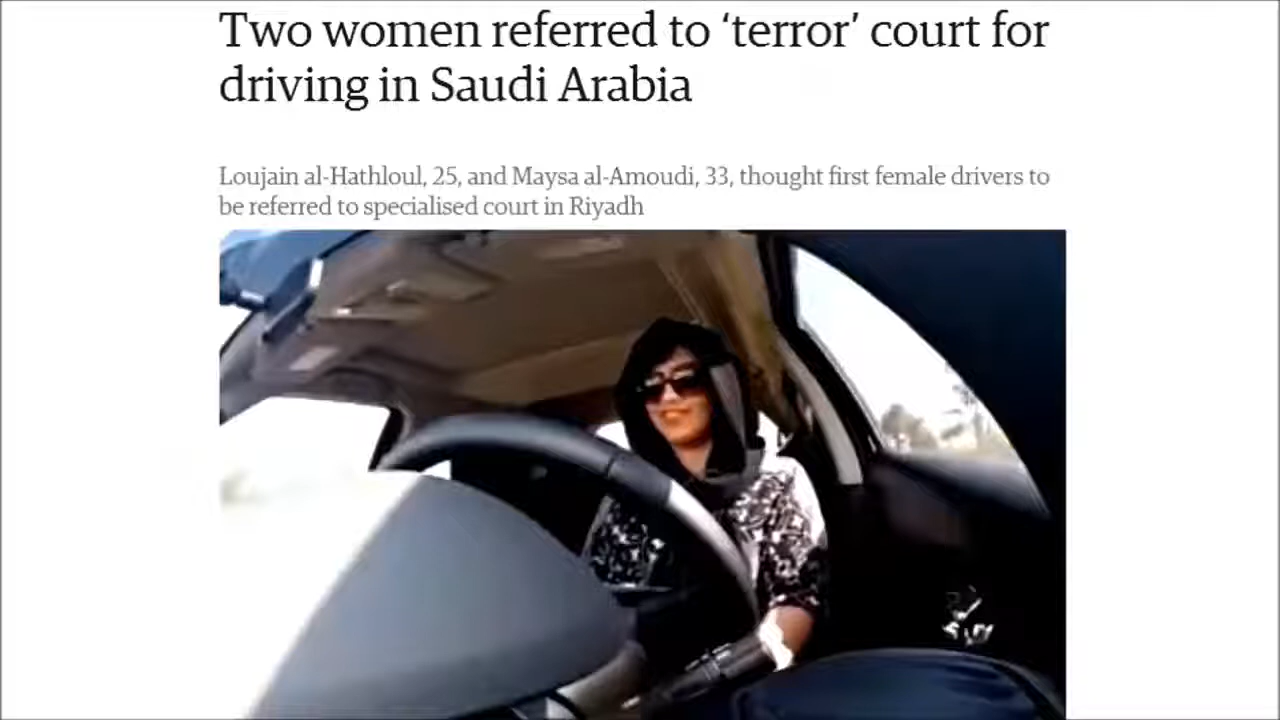 Two women referred to ‘terror’ court for
driving in Saudi Arabia
Loujain al-Hathloul, 25, and Maysa al-Amoudi, 33, thought first female drivers to
be referred to specialised court in Riyadh